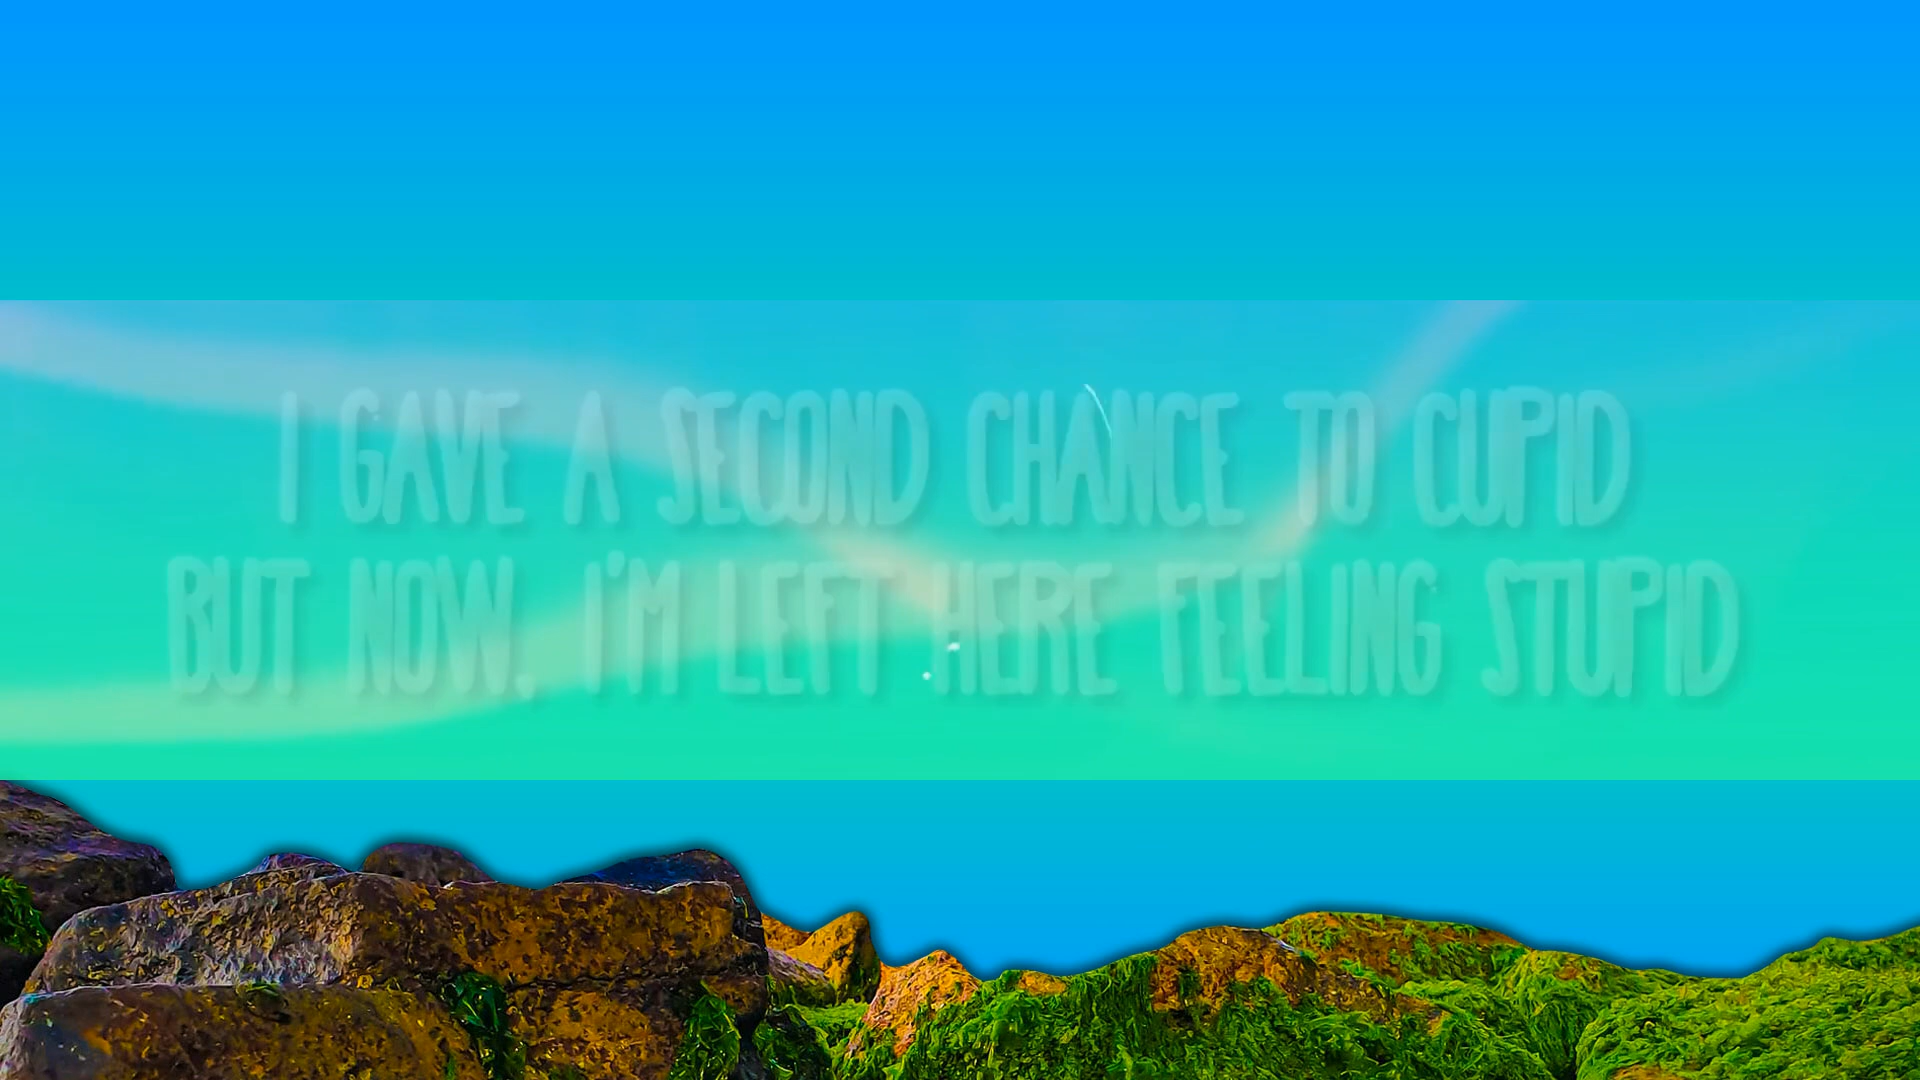 I GAVE A SECOND CHANCE TO CUPID
BUT NOW, I'M LEFT HERE FEELING STUPID